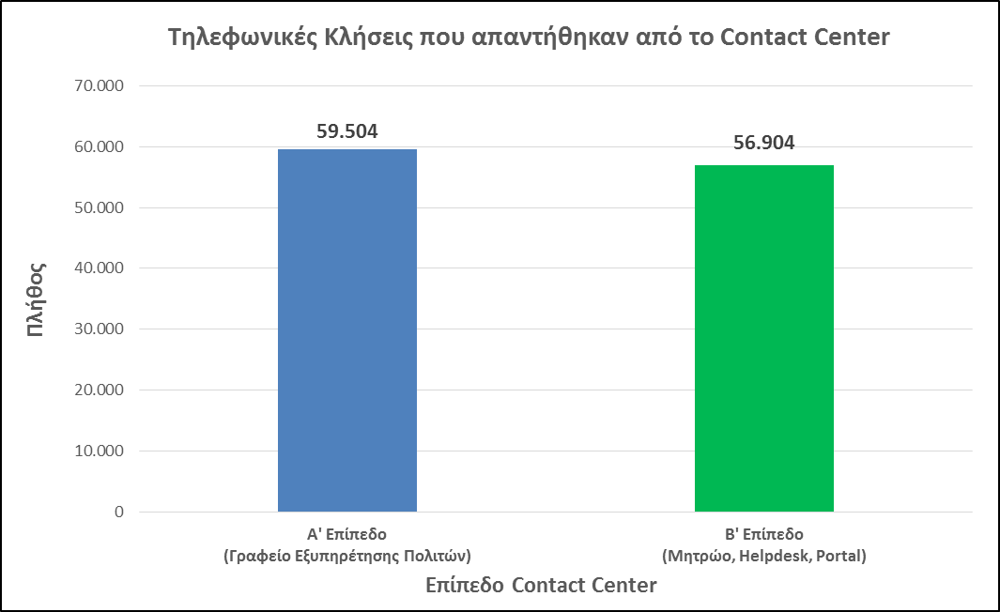 Τηλεφωνικές Κλήσεις που απαντήθηκαν από το Contact Center
70.000
60.000
50.000
40.000
30.000
20.000
10.000
0
Πλήθος
59.504
56.904
Α' Επίπεδο
(Γραφείο Εξυπηρέτησης Πολιτών)
Β' Επίπεδο
(Μητρώο, Helpdesk, Portal)
Επίπεδο Contact Center